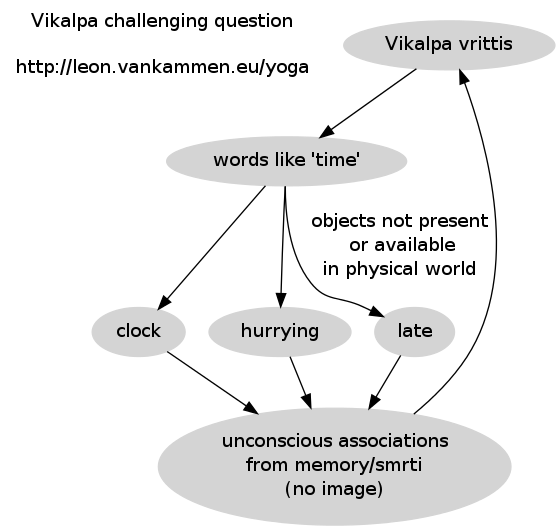 Vikalpa challenging question
http://leon.vankammen.eu/yoga
Vikalpa vrittis
words like 'time'
objects not present
or available
in physical world
clock
hurrying
late
unconscious associations
from memory/smrti
(no image)